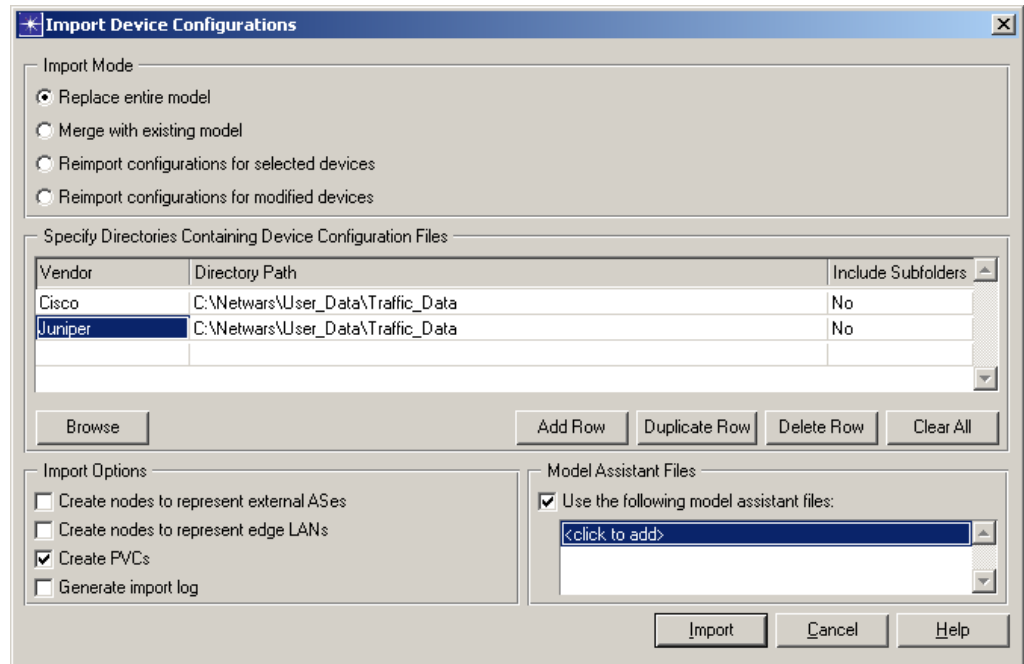 Import Device Configurations
Import Mode
Replace entire model
Merge with existing model
Reimport configurations for selected devices
Reimport configurations for modified devices
Specify Directories Containing Device Configuration Files
Vendor Directory Path Include Subfolders
Cisco C:\Netwars\User_Data\Traffic_Data No
Juniper C:\Netwars\User_Data\Traffic_Data No
Browse Add Row Duplicate Row Delete Row Clear All
Import Options Model Assistant Files
Create nodes to represent external ASes Use the following model assistant files:
Create nodes to represent edge LANs <click to add>
Create PVCs
Generate import log
Import Cancel Help